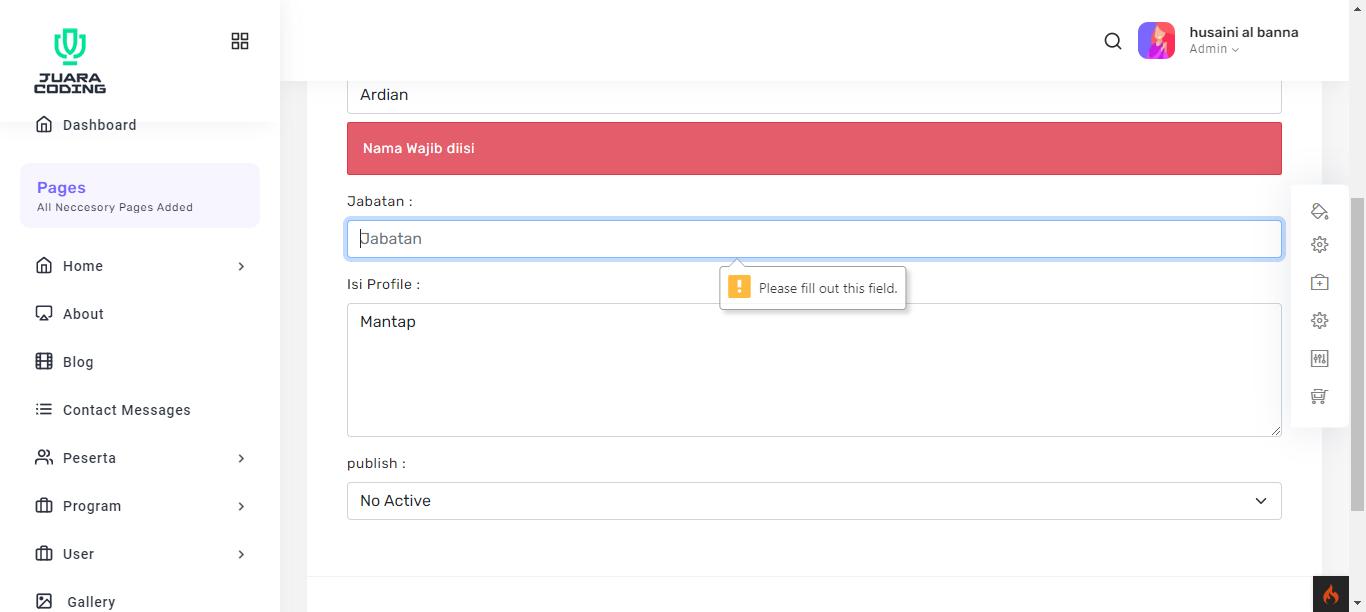 JUARA
CODING
husaini al banna
Admin
Dashboard
Pages
All Neccesory Pages Added
Home
About
Blog
Contact Messages
Peserta
Program
User
Gallery
Ardian
Nama Wajib diisi
Jabatan :
Jabatan
Please fill out this field.
Isi Profile :
Mantap
publish :
No Active